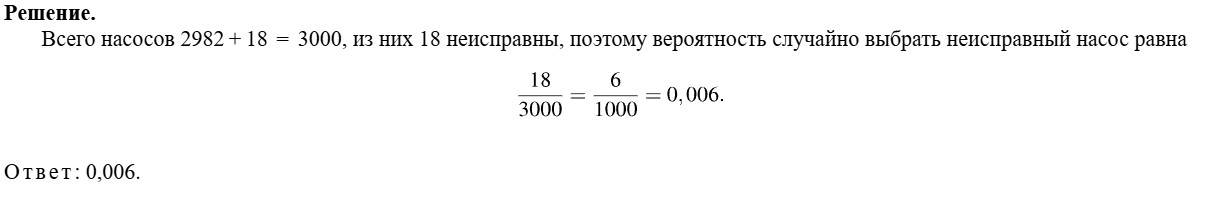 Решение.
Всего насосов 2982 + 18 = 3000, из них 18 неисправны, поэтому вероятность случайно выбрать неисправный насос равна
18/3000 = 6/1000 = 0,006.
Ответ: 0,006.